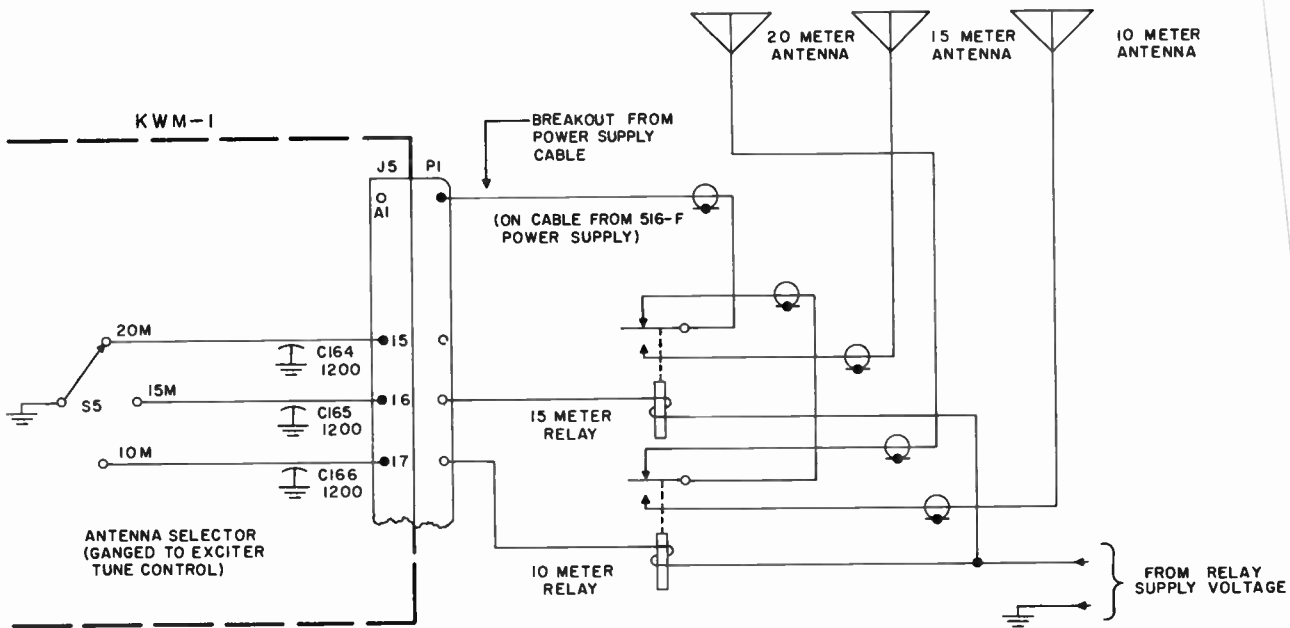 20 METER
ANTENNA
15 METER
ANTENNA
10 METER
ANTENNA
KWM-1
BREAKOUT FROM
POWER SUPPLY
CABLE
J5 P1
A1
(ON CABLE FROM 516-F
POWER SUPPLY)
20M
C164
1200
15
S5
15M
C165
1200
16
15 METER
RELAY
10M
C166
1200
17
ANTENNA SELECTOR
(GANGED TO EXCITER
TUNE CONTROL)
10 METER
RELAY
FROM RELAY
SUPPLY VOLTAGE